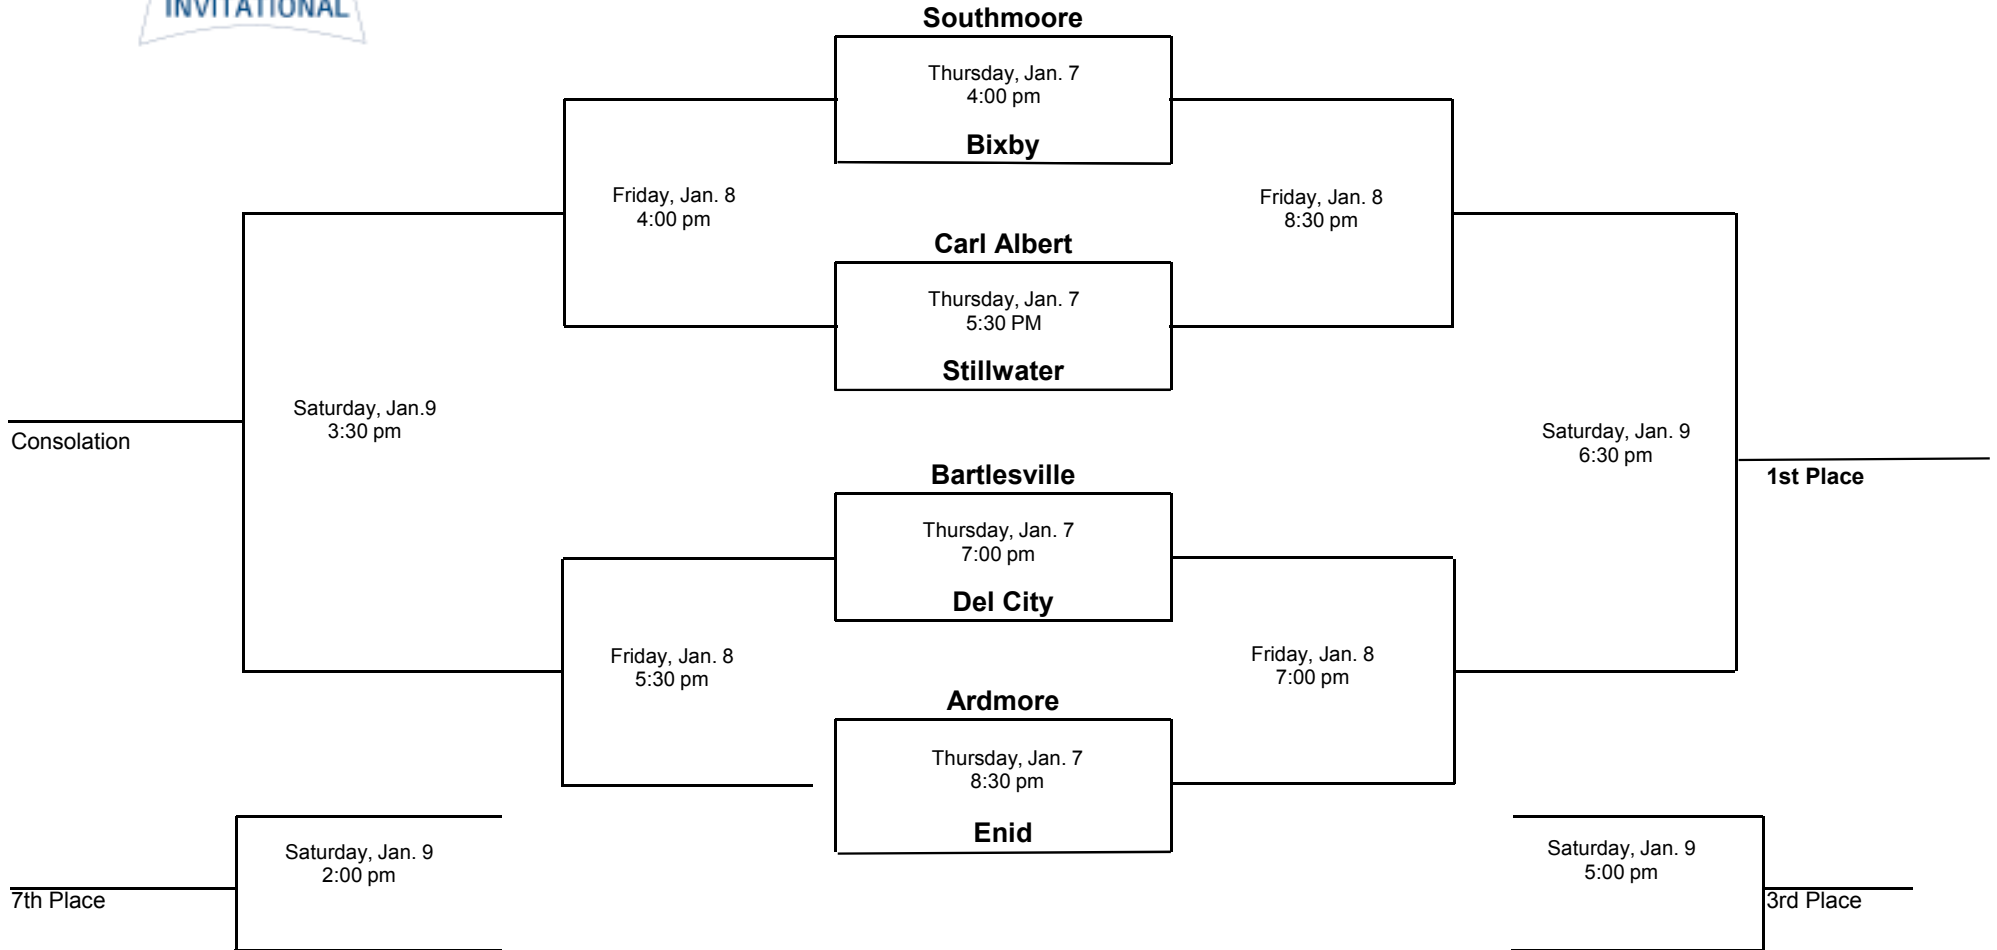 INVITATIONAL
Southmoore
Thursday, Jan. 7
4:00 pm
Bixby
Friday, Jan. 8
4:00 pm
Friday, Jan. 8
8:30 pm
Carl Albert
Thursday, Jan. 7
5:30 PM
Stillwater
Saturday, Jan.9
3:30 pm
Consolation
Saturday, Jan. 9
6:30 pm
1st Place
Bartlesville
Thursday, Jan. 7
7:00 pm
Del City
Friday, Jan. 8
5:30 pm
Friday, Jan. 8
7:00 pm
Ardmore
Thursday, Jan. 7
8:30 pm
Enid
Saturday, Jan. 9
2:00 pm
7th Place
Saturday, Jan. 9
5:00 pm
3rd Place